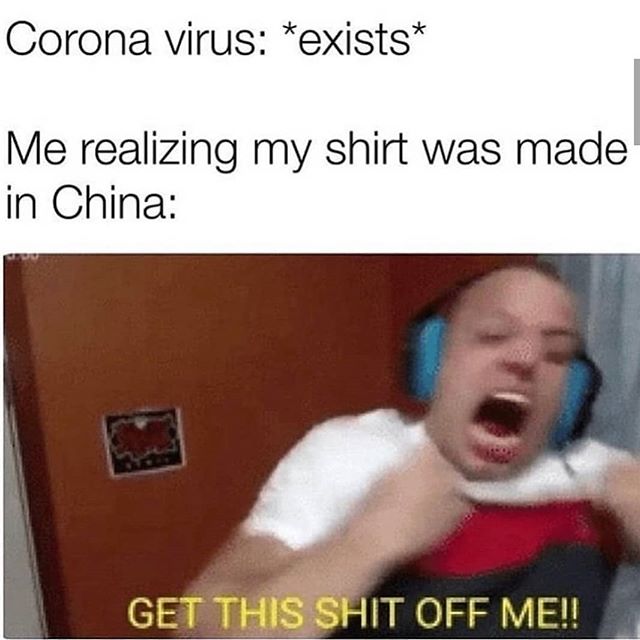 Corona virus: *exists*
Me realizing my shirt was made
in China:
GET THIS SHIT OFF ME!!